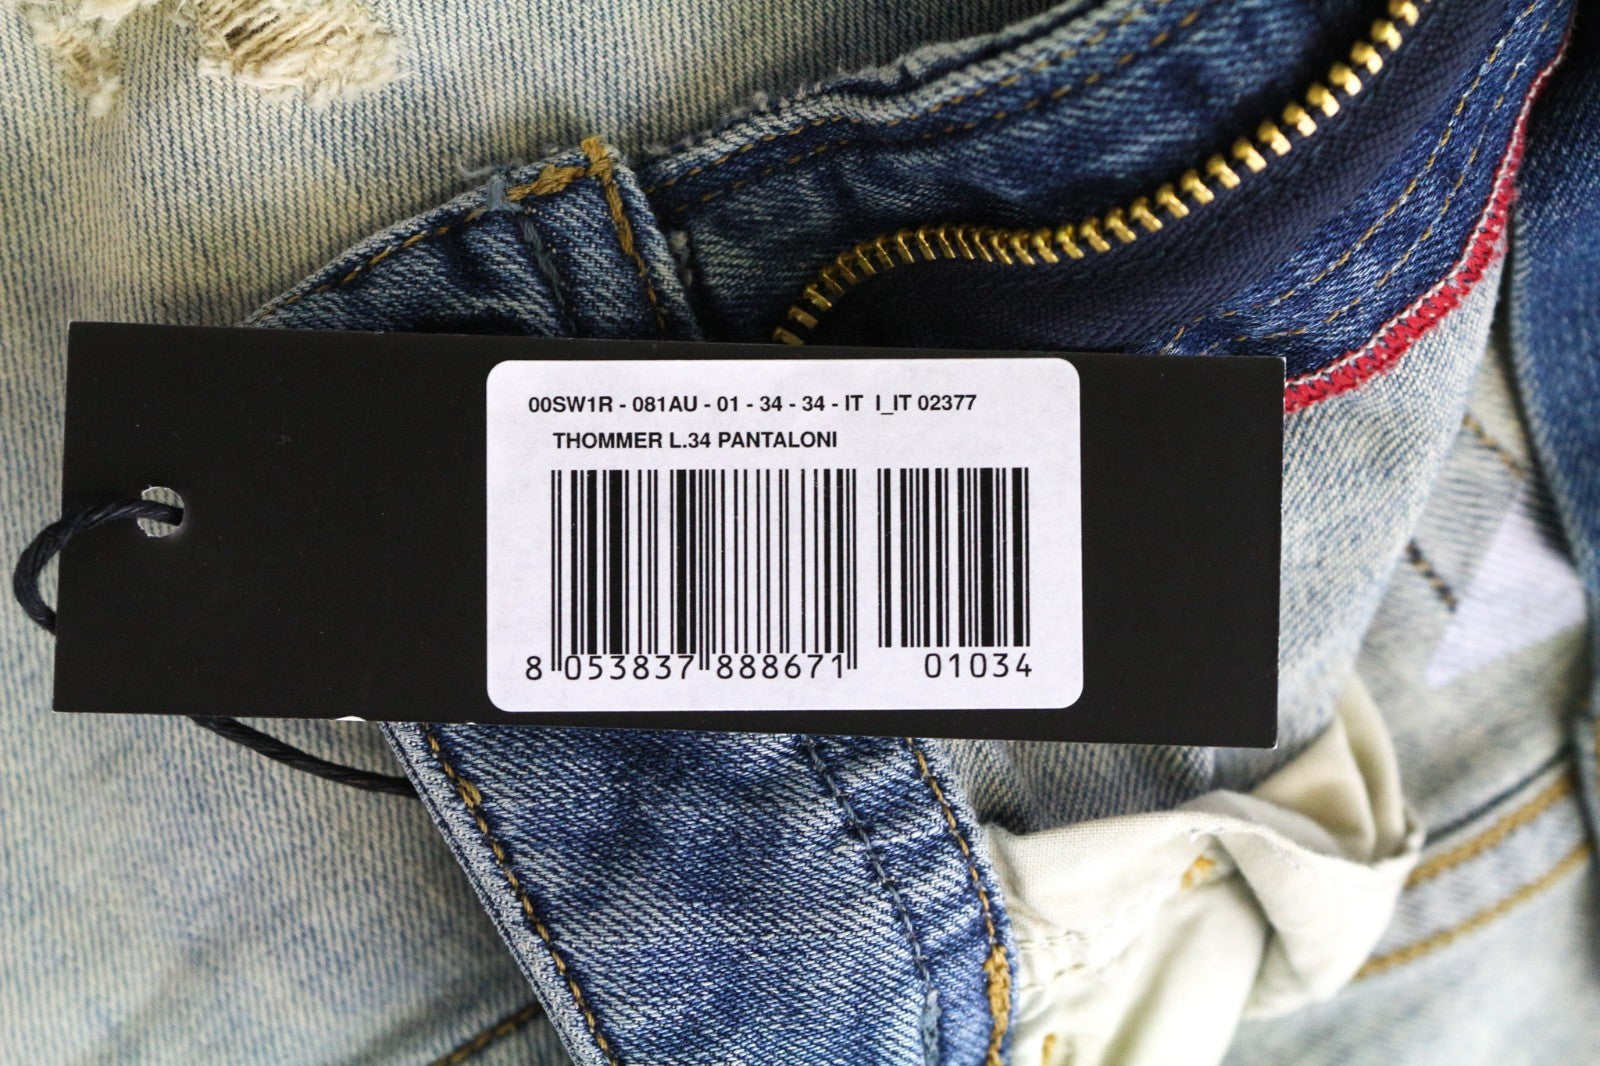 00SW1R - 081AU - 01 - 34 - 34 - IT I_IT 02377
THOMMER L.34 PANTALONI
8 053837 888671 01034